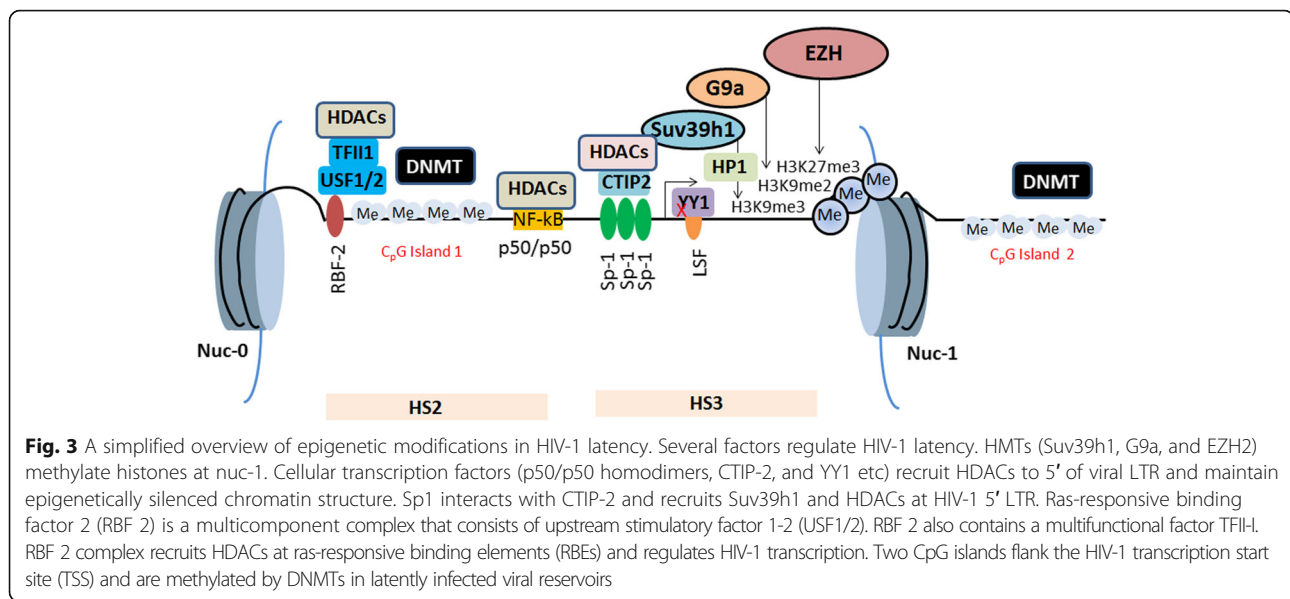 EZH
G9a
HDACs
Suv39h1
TFII1
HDACs
DNMT
HP1
H3K27me3
DNMT
USF1/2
HDACs
CTIP2
H3K9me2
YY1
X
H3K9me3
Me Me Me Me
NF-kB
Me Me Me
Me Me Me Me
CpG Island 1
p50/p50
CpG Island 2
RBF-2
Sp-1
Sp-1
Sp-1
LSF
Nuc-0
Nuc-1
HS2
HS3
Fig. 3 A simplified overview of epigenetic modifications in HIV-1 latency. Several factors regulate HIV-1 latency. HMTs (Suv39h1, G9a, and EZH2)
methylate histones at nuc-1. Cellular transcription factors (p50/p50 homodimers, CTIP-2, and YY1 etc) recruit HDACs to 5′ of viral LTR and maintain
epigenetically silenced chromatin structure. Sp1 interacts with CTIP-2 and recruits Suv39h1 and HDACs at HIV-1 5′ LTR. Ras-responsive binding
factor 2 (RBF 2) is a multicomponent complex that consists of upstream stimulatory factor 1-2 (USF1/2). RBF 2 also contains a multifunctional factor TFII-I.
RBF 2 complex recruits HDACs at ras-responsive binding elements (RBEs) and regulates HIV-1 transcription. Two CpG islands flank the HIV-1 transcription start
site (TSS) and are methylated by DNMTs in latently infected viral reservoirs